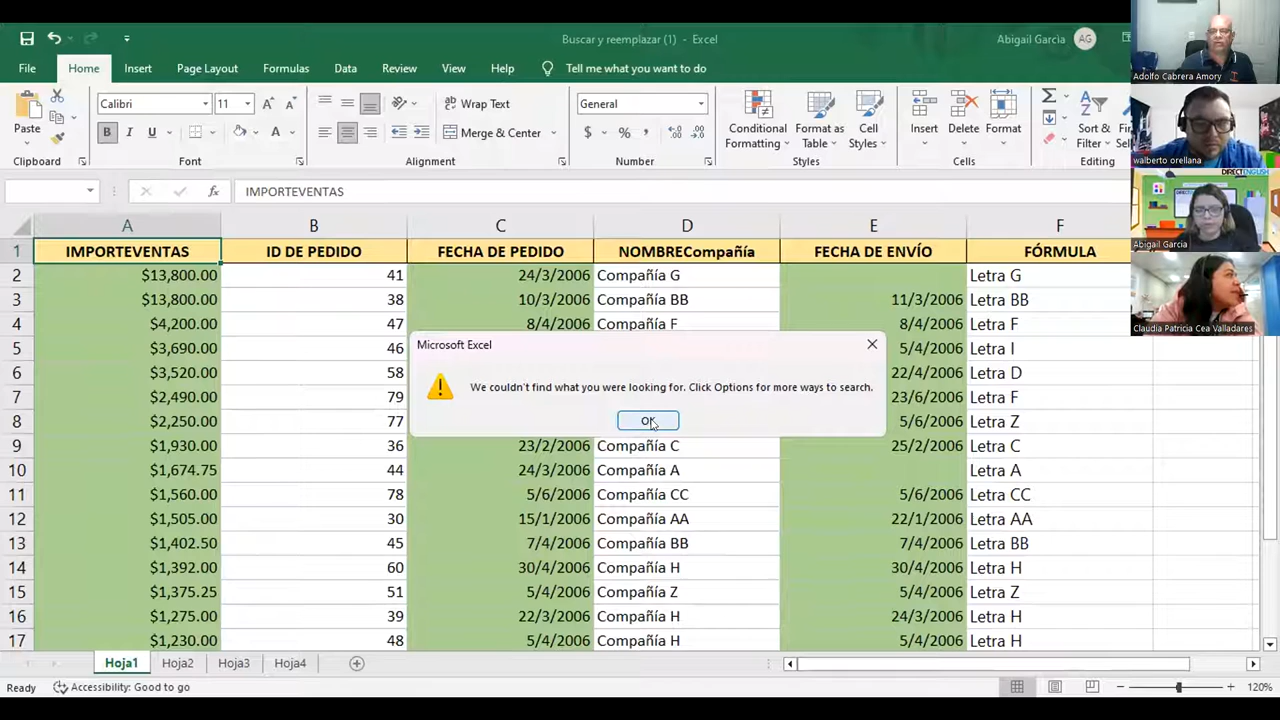 Buscar y reemplazar (1) - Excel
Abigail Garcia AG
File Home Insert Page Layout Formulas Data Review View Help Tell me what you want to do
Paste Calibri 11 Wrap Text General Conditional Formatting Format as Table Cell Styles Insert Delete Format Sort & Filter
B I U Merge & Center $ %
Clipboard Font Alignment Number Styles Cells Editing
fx IMPORTEVENTAS
A B C D E F
1 IMPORTEVENTAS ID DE PEDIDO FECHA DE PEDIDO NOMBRECompañía FECHA DE ENVÍO FÓRMULA
2 $13,800.00 41 24/3/2006 Compañía G Letra G
3 $13,800.00 38 10/3/2006 Compañía BB 11/3/2006 Letra BB
4 $4,200.00 47 8/4/2006 Compañía F 8/4/2006 Letra F
5 $3,690.00 46 5/4/2006 Letra I
6 $3,520.00 58 22/4/2006 Letra D
7 $2,490.00 79 23/6/2006 Letra F
8 $2,250.00 77 5/6/2006 Letra Z
9 $1,930.00 36 23/2/2006 Compañía C 25/2/2006 Letra C
10 $1,674.75 44 24/3/2006 Compañía A Letra A
11 $1,560.00 78 5/6/2006 Compañía CC 5/6/2006 Letra CC
12 $1,505.00 30 15/1/2006 Compañía AA 22/1/2006 Letra AA
13 $1,402.50 45 7/4/2006 Compañía BB 7/4/2006 Letra BB
14 $1,392.00 60 30/4/2006 Compañía H 30/4/2006 Letra H
15 $1,375.25 51 5/4/2006 Compañía Z 5/4/2006 Letra Z
16 $1,275.00 39 22/3/2006 Compañía H 24/3/2006 Letra H
17 $1,230.00 48 5/4/2006 Compañía H 5/4/2006 Letra H
Microsoft Excel
We couldn't find what you were looking for. Click Options for more ways to search.
Hoja1 Hoja2 Hoja3 Hoja4
Ready Accessibility: Good to go 120%
Adolfo Cabrera Amory
walberto orellana
DIRECT ENGLISH
Abigail Garcia
Claudia Patricia Cea Valladares